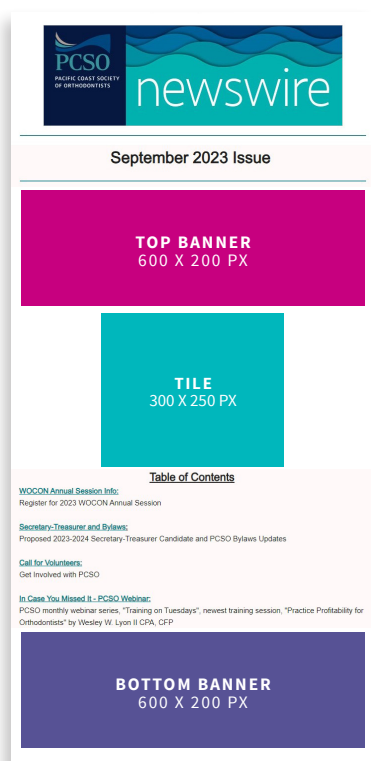 PCSO
PACIFIC COAST SOCIETY
OF ORTHODONTISTS
newswire
September 2023 Issue
TOP BANNER
600 X 200 PX
TILE
300 X 250 PX
Table of Contents
WOCON Annual Session Info:
Register for 2023 WOCON Annual Session
Secretary-Treasurer and Bylaws:
Proposed 2023-2024 Secretary-Treasurer Candidate and PCSO Bylaws Updates
Call for Volunteers:
Get Involved with PCSO
In Case You Missed It - PCSO Webinar:
PCSO monthly webinar series, "Training on Tuesdays", newest training session, "Practice Profitability for
Orthodontists" by Wesley W. Lyon II CPA, CFP
BOTTOM BANNER
600 X 200 PX